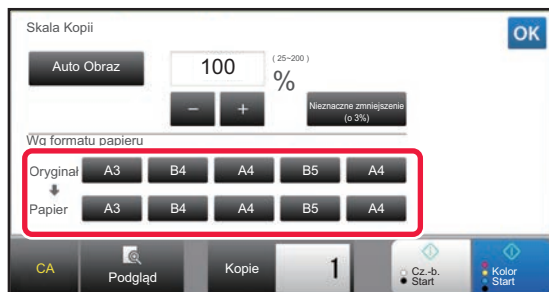 Skala Kopii
OK
Auto Obraz
100
(25~200)
%
−
+
Nieznaczne zmniejszenie
(o 3%)
Wg formatu papieru
Oryginał
A3
B4
A4
B5
A4
Papier
A3
B4
A4
B5
A4
CA
Podgląd
Kopie
1
Cz.-b.
Start
Kolor
Start